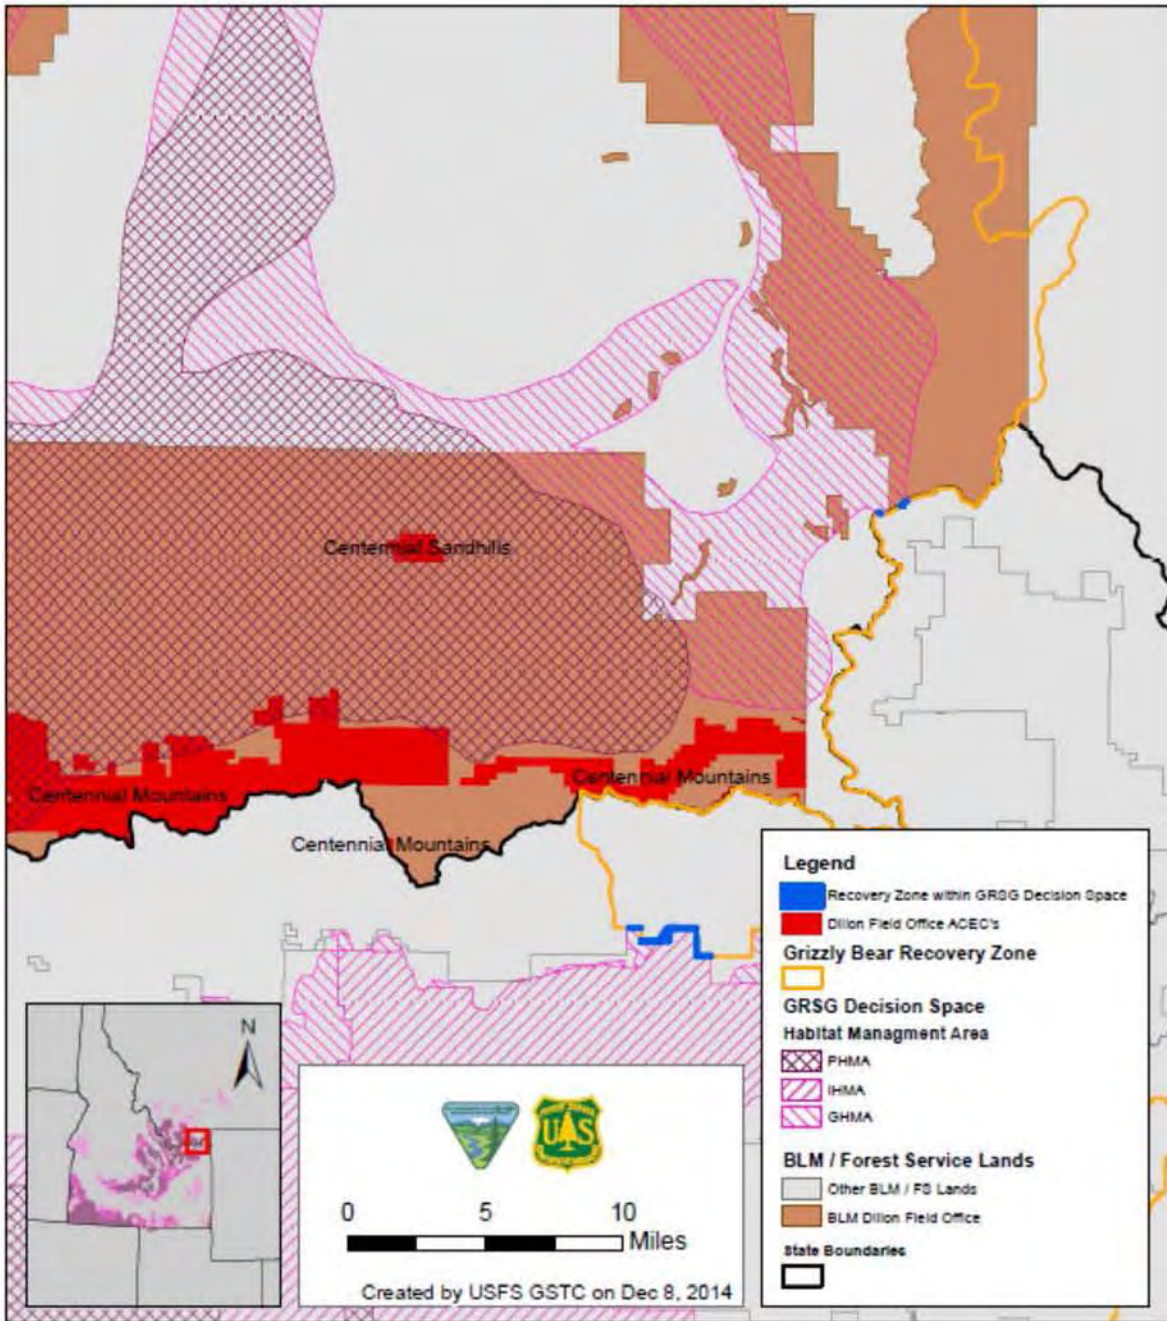 Centennial Sandhills
Centennial Mountains
Centennial Mountains
Centennial Mountains
Legend
Recovery Zone within GRSG Decision Space
Dillon Field Office ACEC's
Grizzly Bear Recovery Zone
GRSG Decision Space
Habitat Managment Area
PHMA
IHMA
GHMA
BLM / Forest Service Lands
Other BLM / FS Lands
BLM Dillon Field Office
State Boundaries
N
UAS
0 5 10
Miles
Created by USFS GSTC on Dec 8, 2014